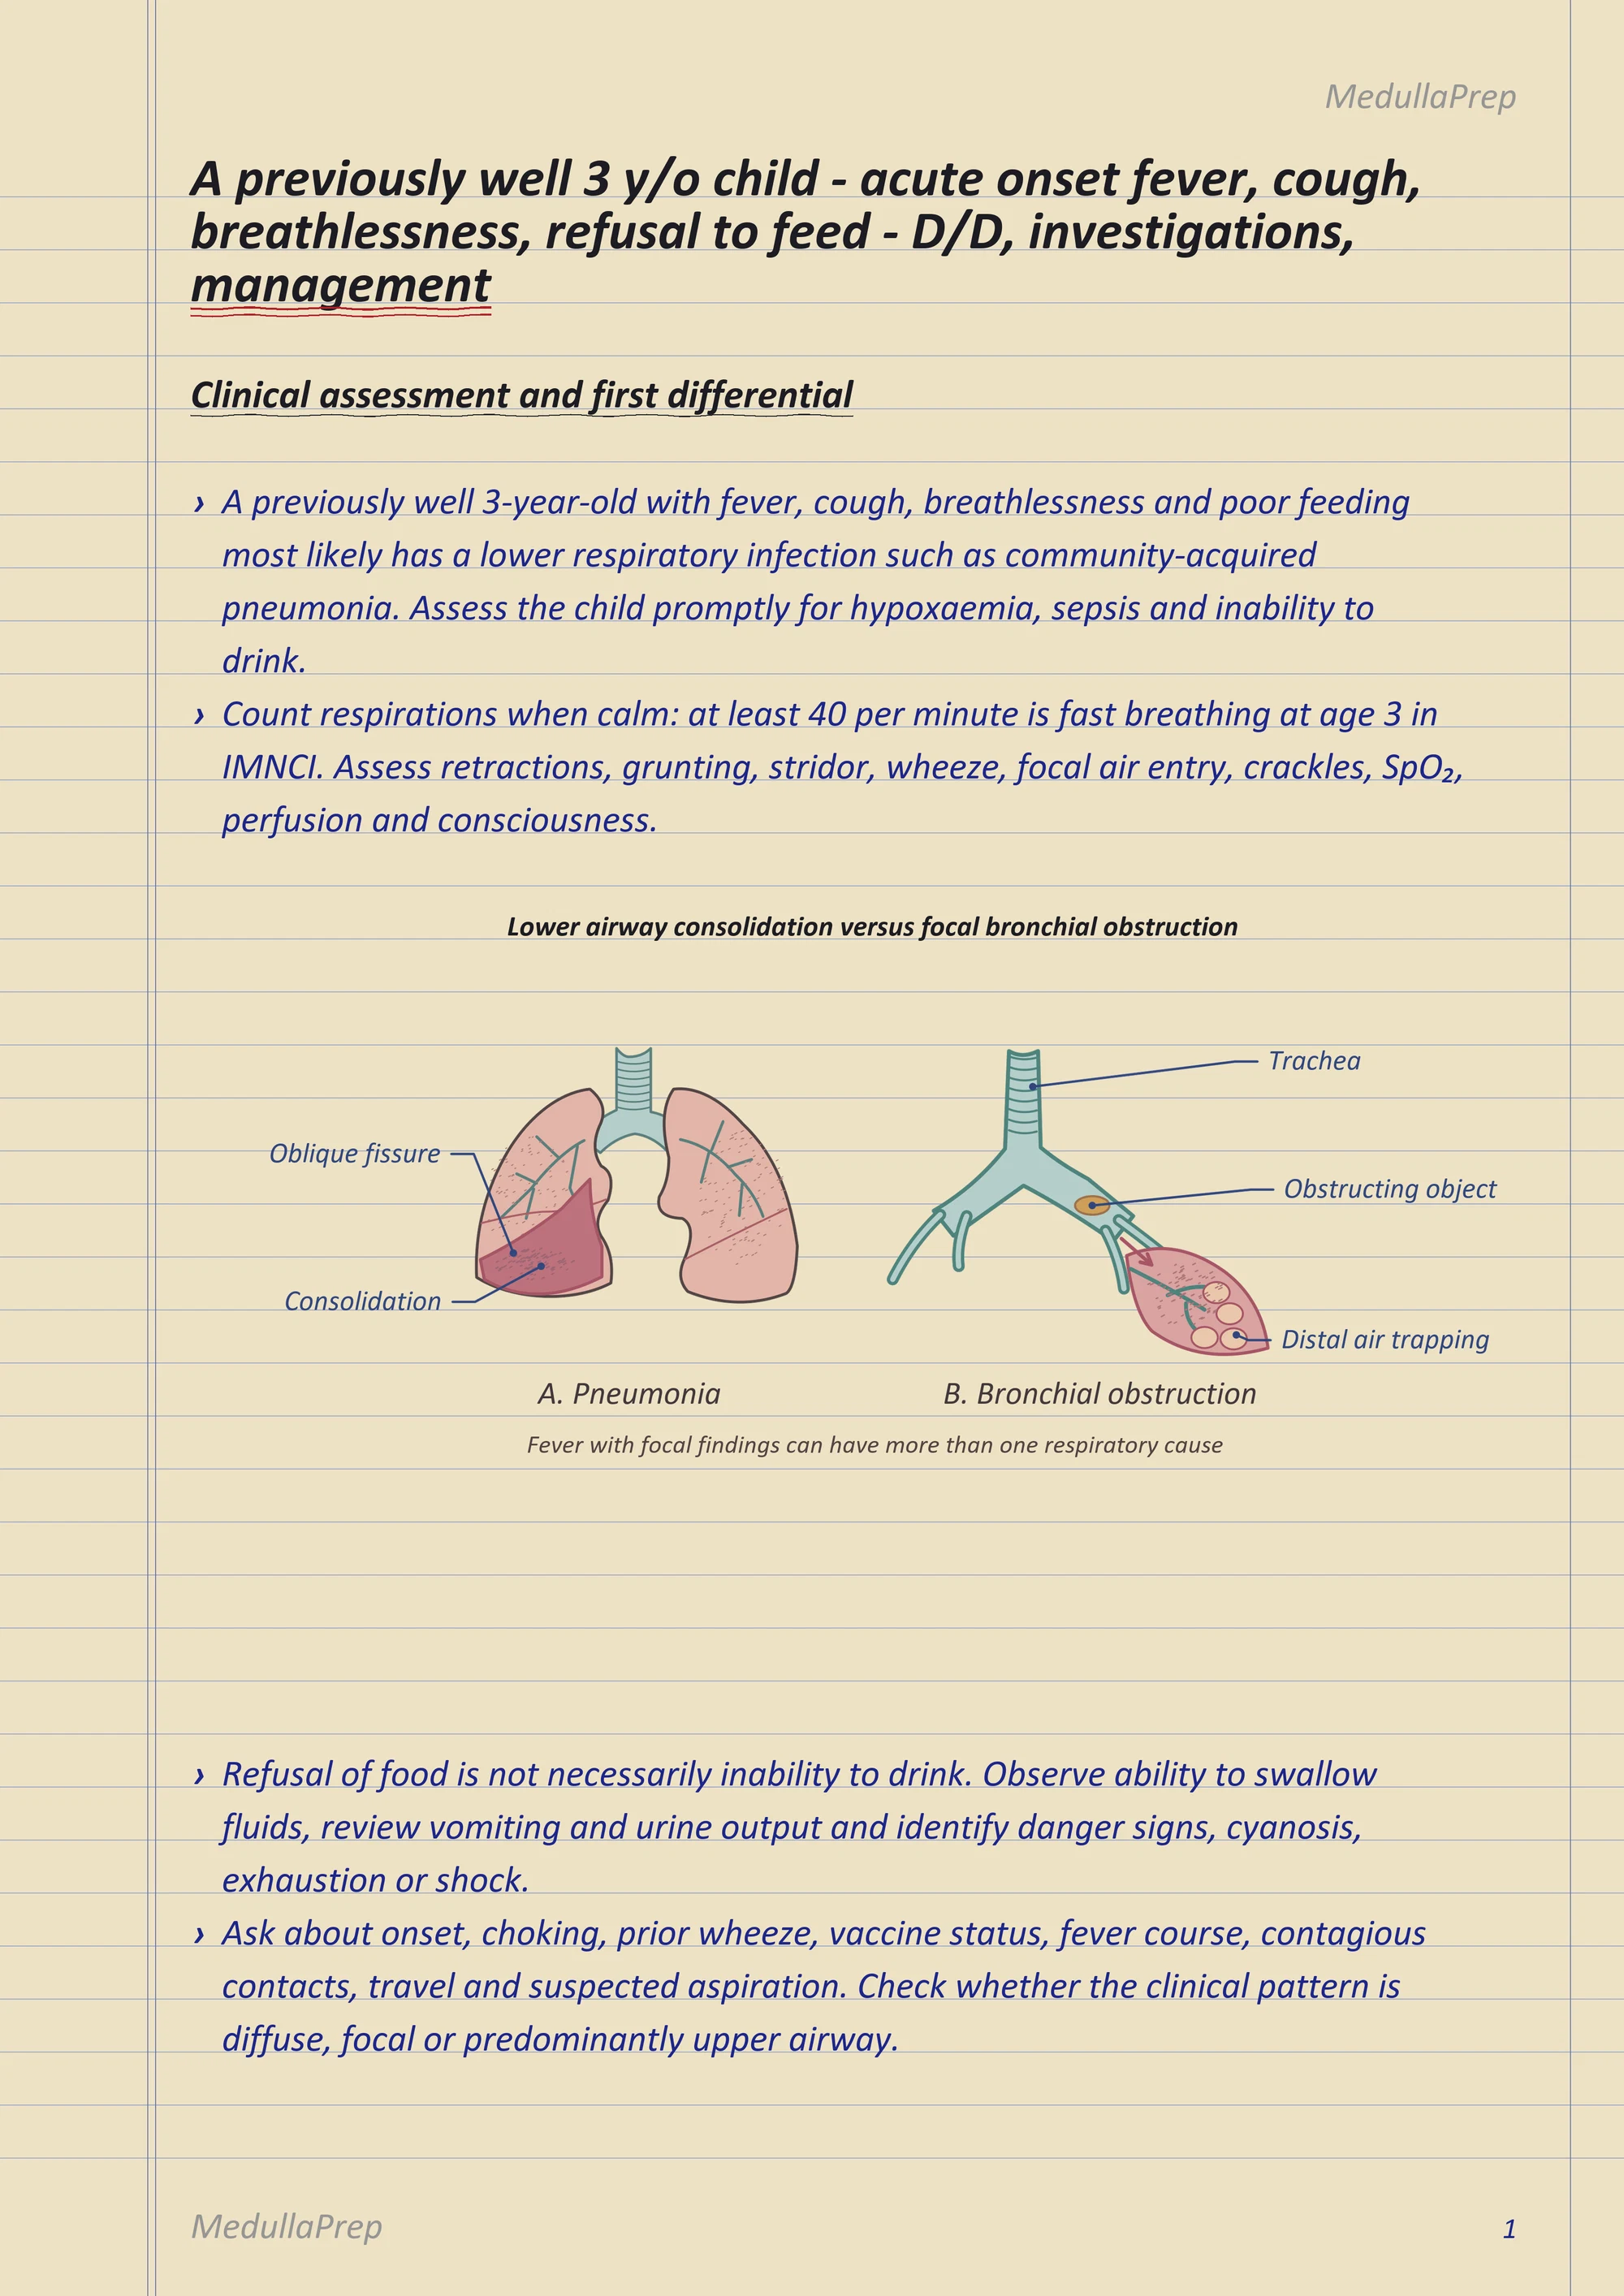 MedullaPrep
A previously well 3 y/o child - acute onset fever, cough,
breathlessness, refusal to feed - D/D, investigations,
management
Clinical assessment and first differential
› A previously well 3-year-old with fever, cough, breathlessness and poor feeding
most likely has a lower respiratory infection such as community-acquired
pneumonia. Assess the child promptly for hypoxaemia, sepsis and inability to
drink.
› Count respirations when calm: at least 40 per minute is fast breathing at age 3 in
IMNCI. Assess retractions, grunting, stridor, wheeze, focal air entry, crackles, SpO₂,
perfusion and consciousness.
Lower airway consolidation versus focal bronchial obstruction
Trachea
Oblique fissure
Obstructing object
Consolidation
Distal air trapping
A. Pneumonia
B. Bronchial obstruction
Fever with focal findings can have more than one respiratory cause
› Refusal of food is not necessarily inability to drink. Observe ability to swallow
fluids, review vomiting and urine output and identify danger signs, cyanosis,
exhaustion or shock.
› Ask about onset, choking, prior wheeze, vaccine status, fever course, contagious
contacts, travel and suspected aspiration. Check whether the clinical pattern is
diffuse, focal or predominantly upper airway.
MedullaPrep
1